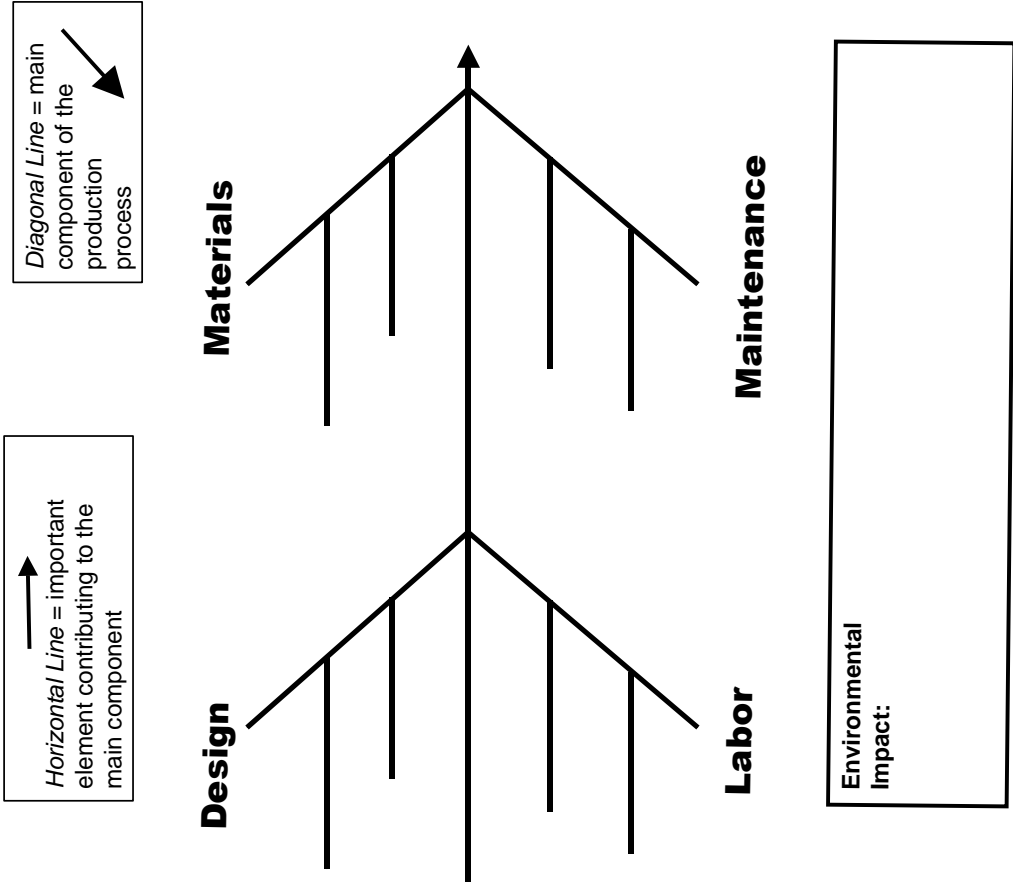 Horizontal Line = important
element contributing to the
main component
Diagonal Line = main
component of the
production
process
Design
Materials
Labor
Maintenance
Environmental
Impact: